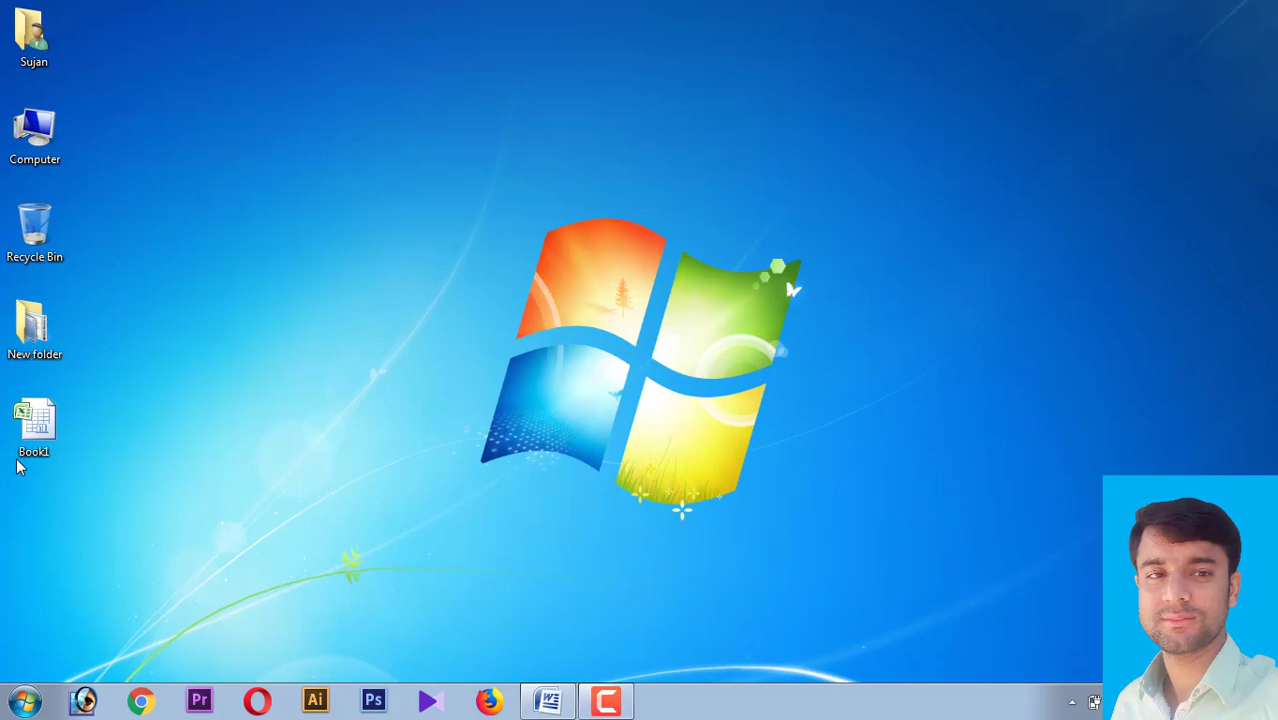 Sujan
Computer
Recycle Bin
New folder
Book1
Pr
Ai
Ps
W
C